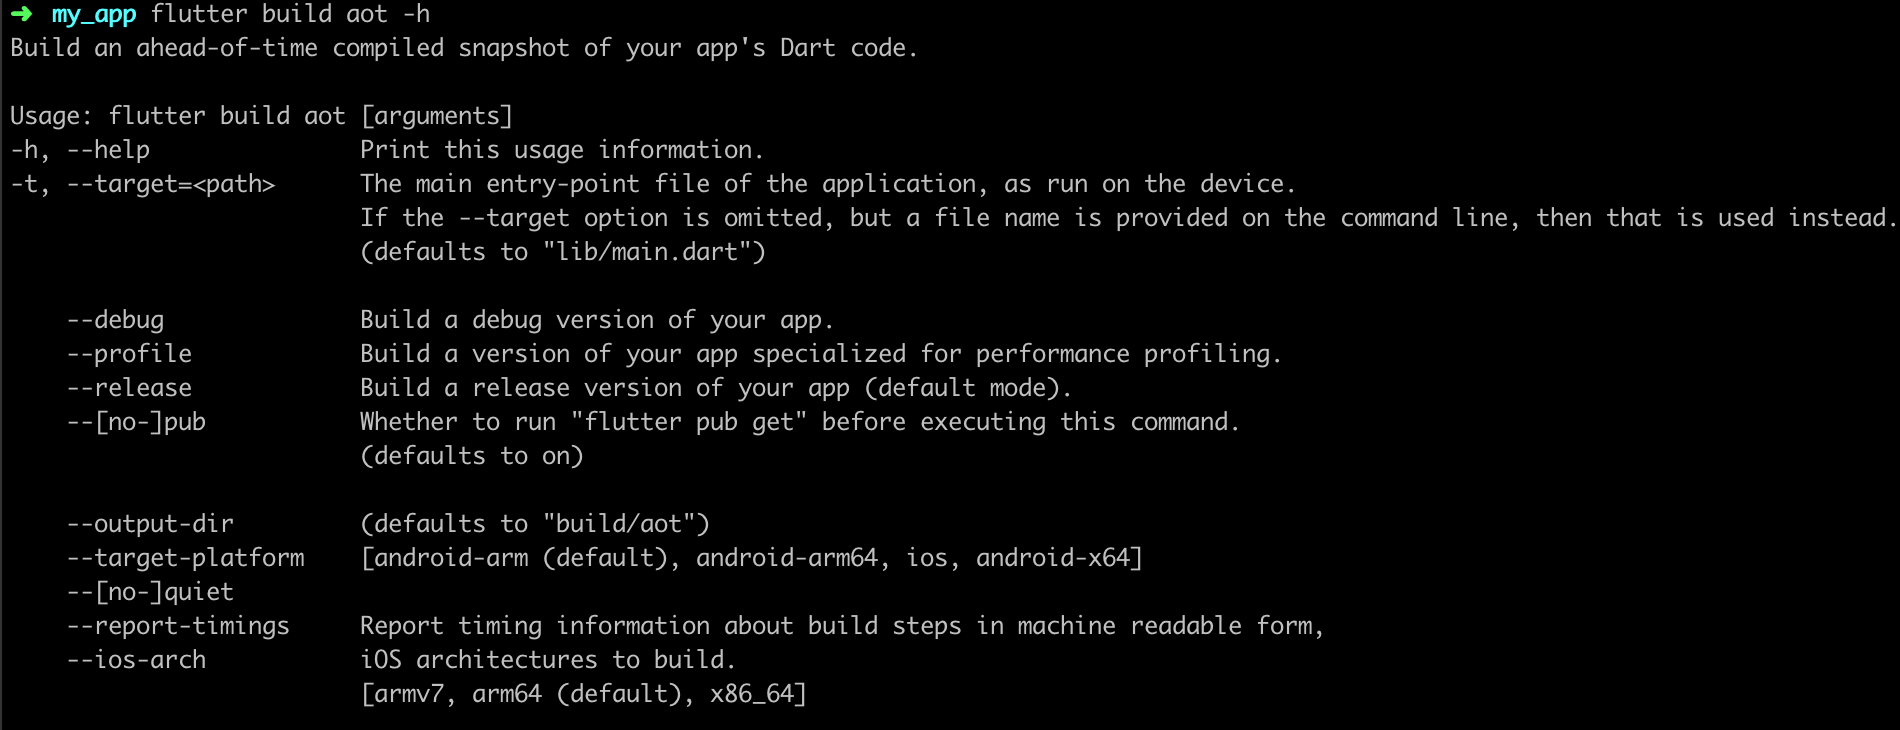 ➜ my_app flutter build aot -h
Build an ahead-of-time compiled snapshot of your app's Dart code.
Usage: flutter build aot [arguments]
-h, --help Print this usage information.
-t, --target=<path> The main entry-point file of the application, as run on the device.
If the --target option is omitted, but a file name is provided on the command line, then that is used instead.
(defaults to "lib/main.dart")
--debug Build a debug version of your app.
--profile Build a version of your app specialized for performance profiling.
--release Build a release version of your app (default mode).
--[no-]pub Whether to run "flutter pub get" before executing this command.
(defaults to on)
--output-dir (defaults to "build/aot")
--target-platform [android-arm (default), android-arm64, ios, android-x64]
--[no-]quiet
--report-timings Report timing information about build steps in machine readable form,
--ios-arch iOS architectures to build.
[armv7, arm64 (default), x86_64]